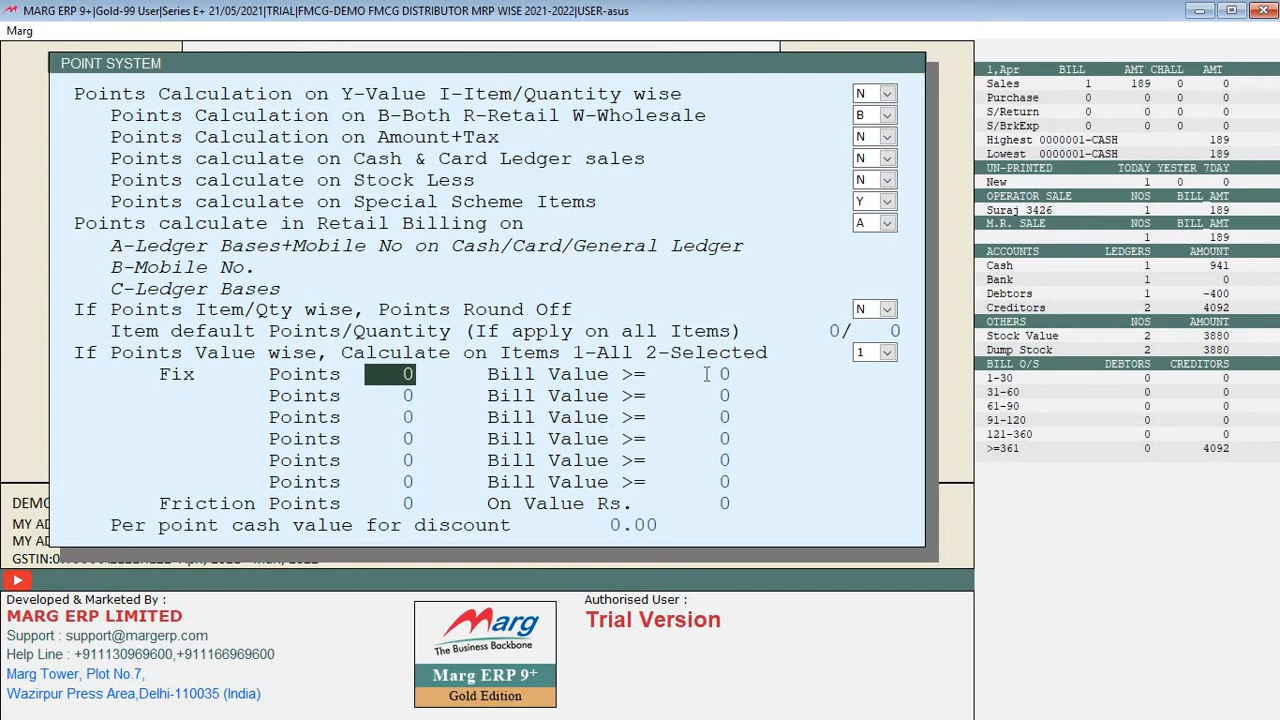 MARG ERP 9+|Gold-99 User|Series E+ 21/05/2021|TRIAL|FMCG-DEMO FMCG DISTRIBUTOR MRP WISE 2021-2022|USER-asus
Marg
POINT SYSTEM
Points Calculation on Y-Value I-Item/Quantity wise N
Points Calculation on B-Both R-Retail W-Wholesale B
Points Calculation on Amount+Tax N
Points calculate on Cash & Card Ledger sales N
Points calculate on Stock Less N
Points calculate on Special Scheme Items Y
Points calculate in Retail Billing on A
A-Ledger Bases+Mobile No on Cash/Card/General Ledger
B-Mobile No.
C-Ledger Bases
If Points Item/Qty wise, Points Round Off N
Item default Points/Quantity (If apply on all Items) 0/ 0
If Points Value wise, Calculate on Items 1-All 2-Selected 1
Fix Points 0 Bill Value >= 0
Points 0 Bill Value >= 0
Points 0 Bill Value >= 0
Points 0 Bill Value >= 0
Points 0 Bill Value >= 0
Points 0 Bill Value >= 0
Friction Points 0 On Value Rs. 0
Per point cash value for discount 0.00
DEMO
MY AD
MY AD
1,Apr BILL AMT CHALL AMT
Sales 1 189 0 0
Purchase 0 0 0 0
S/Return 0 0 0 0
S/BrkExp 0 0 0 0
Highest 0000001-CASH 189
Lowest 0000001-CASH 189
UN-PRINTED TODAY YESTER 7DAY
New 1 0 0
OPERATOR SALE NOS BILL_AMT
Suraj 3426 1 189
M.R. SALE NOS BILL_AMT
1 189
ACCOUNTS LEDGERS AMOUNT
Cash 1 941
Bank 1 0
Debtors 1 -400
Creditors 2 4092
OTHERS NOS AMOUNT
Stock Value 2 3880
Dump Stock 2 3880
BILL O/S DEBTORS CREDITORS
1-30 0 0
31-60 0 0
61-90 0 0
91-120 0 0
121-360 0 0
>=361 0 4092
Developed & Marketed By :
MARG ERP LIMITED
Support : support@margerp.com
Help Line : +911130969600,+911166969600
Marg Tower, Plot No.7,
Wazirpur Press Area,Delhi-110035 (India)
Marg
The Business Backbone
Marg ERP 9+
Gold Edition
Authorised User :
Trial Version